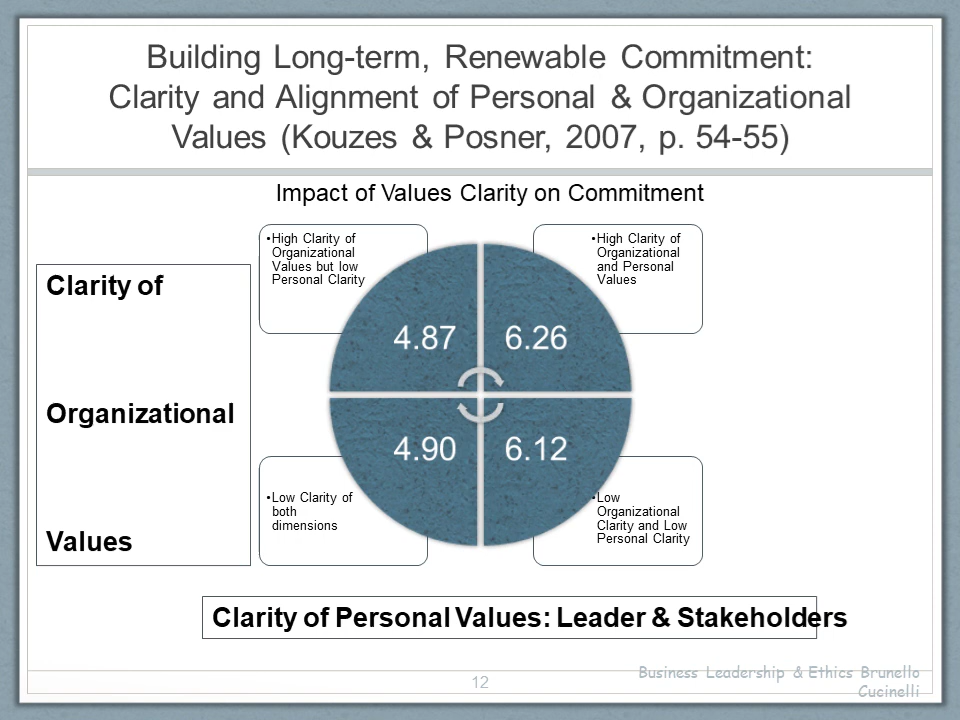 Building Long-term, Renewable Commitment:
Clarity and Alignment of Personal & Organizational
Values (Kouzes & Posner, 2007, p. 54-55)
Impact of Values Clarity on Commitment
Clarity of
Organizational
Values
•High Clarity of
Organizational
Values but low
Personal Clarity
•High Clarity of
Organizational
and Personal
Values
4.87
6.26
4.90
6.12
•Low Clarity of
both
dimensions
•Low
Organizational
Clarity and Low
Personal Clarity
Clarity of Personal Values: Leader & Stakeholders
12
Business Leadership & Ethics Brunello
Cucinelli